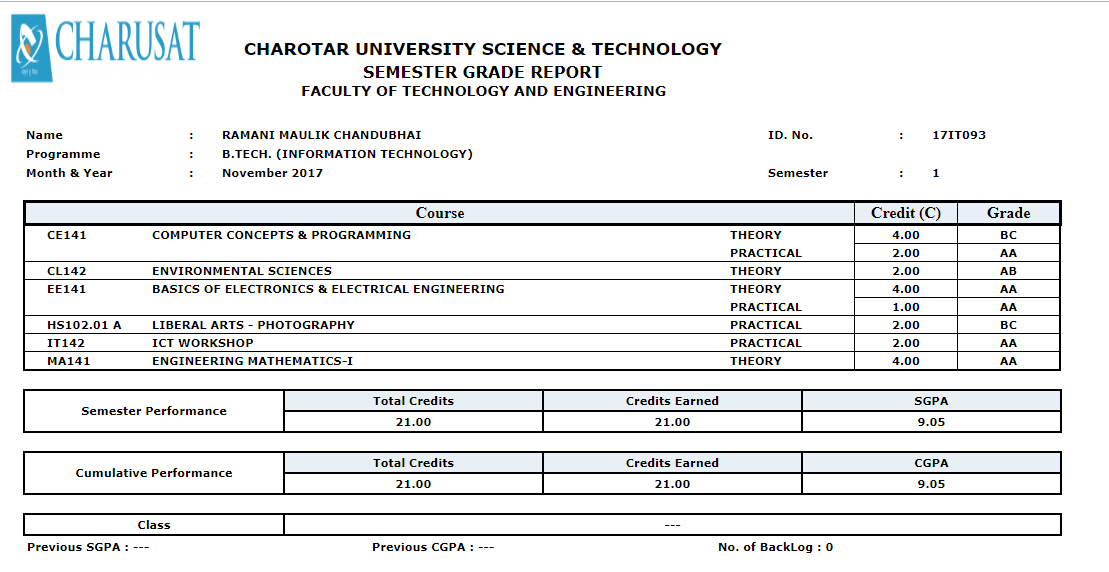 CHARUSAT
CHAROTAR UNIVERSITY SCIENCE & TECHNOLOGY
SEMESTER GRADE REPORT
FACULTY OF TECHNOLOGY AND ENGINEERING
Name : RAMANI MAULIK CHANDUBHAI ID. No. : 17IT093
Programme : B.TECH. (INFORMATION TECHNOLOGY)
Month & Year : November 2017 Semester : 1
Course Credit (C) Grade
CE141 COMPUTER CONCEPTS & PROGRAMMING THEORY 4.00 BC
PRACTICAL 2.00 AA
CL142 ENVIRONMENTAL SCIENCES THEORY 2.00 AB
EE141 BASICS OF ELECTRONICS & ELECTRICAL ENGINEERING THEORY 4.00 AA
PRACTICAL 1.00 AA
HS102.01 A LIBERAL ARTS - PHOTOGRAPHY PRACTICAL 2.00 BC
IT142 ICT WORKSHOP PRACTICAL 2.00 AA
MA141 ENGINEERING MATHEMATICS-I THEORY 4.00 AA
Semester Performance
Total Credits Credits Earned SGPA
21.00 21.00 9.05
Cumulative Performance
Total Credits Credits Earned CGPA
21.00 21.00 9.05
Class ---
Previous SGPA : --- Previous CGPA : --- No. of BackLog : 0